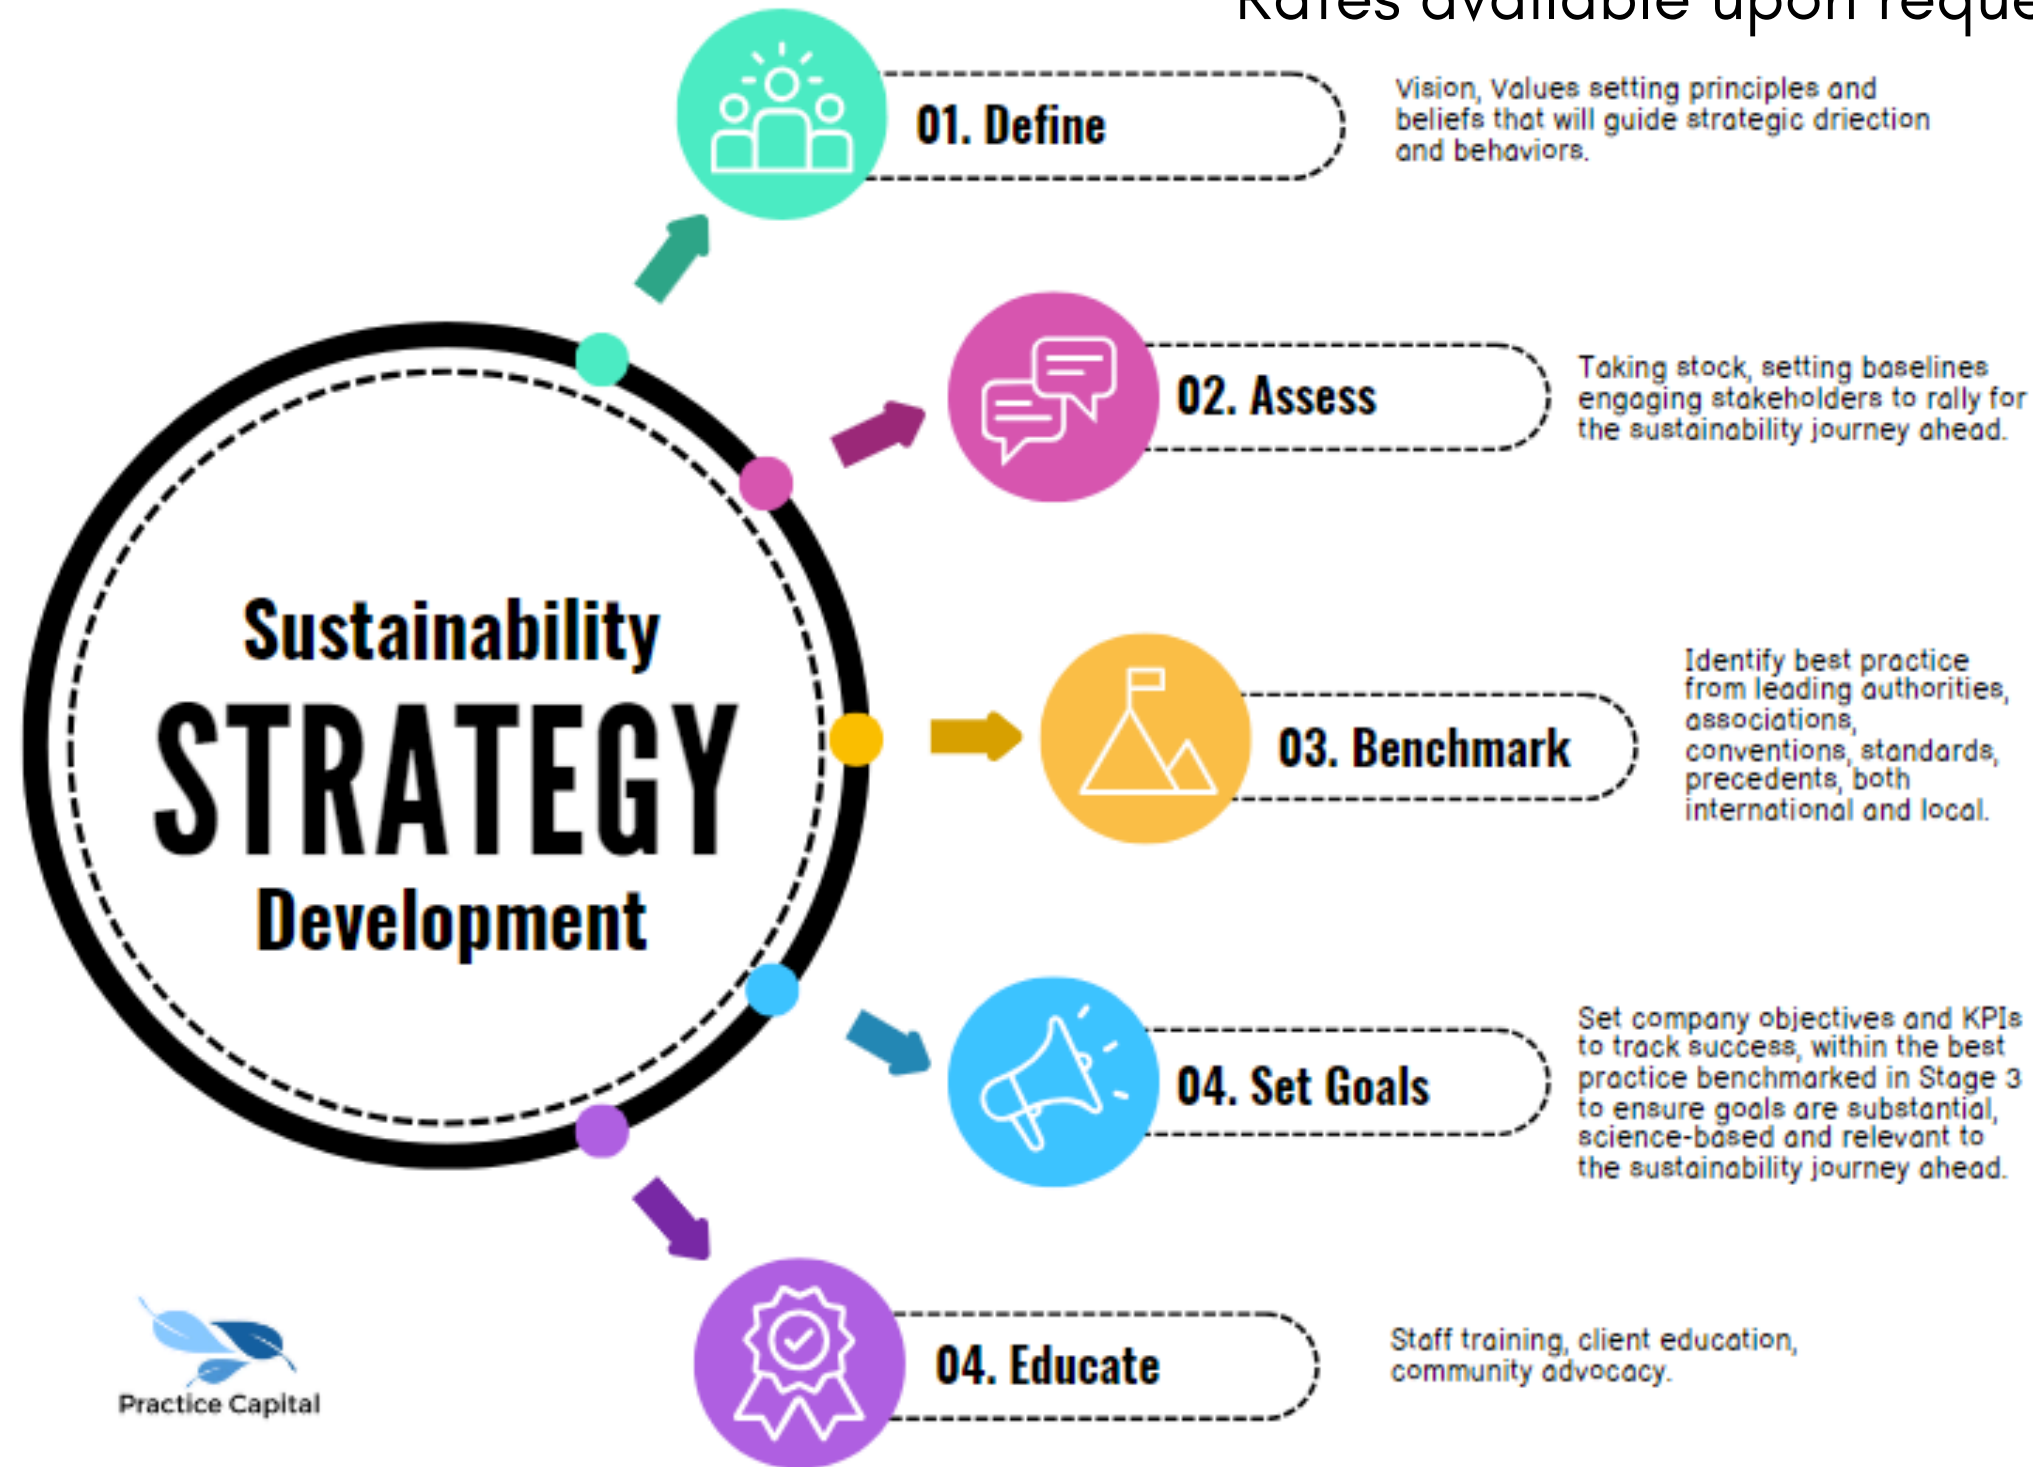 Rates available upon reque
01. Define
Vision, Values setting principles and
beliefs that will guide strategic driection
and behaviors.
02. Assess
Taking stock, setting baselines
engaging stakeholders to rally for
the sustainability journey ahead.
Sustainability
STRATEGY
Development
03. Benchmark
Identify best practice
from leading authorities,
associations,
conventions, standards,
precedents, both
international and local.
04. Set Goals
Set company objectives and KPIs
to track success, within the best
practice benchmarked in Stage 3
to ensure goals are substantial,
science-based and relevant to
the sustainability journey ahead.
04. Educate
Staff training, client education,
community advocacy.
Practice Capital